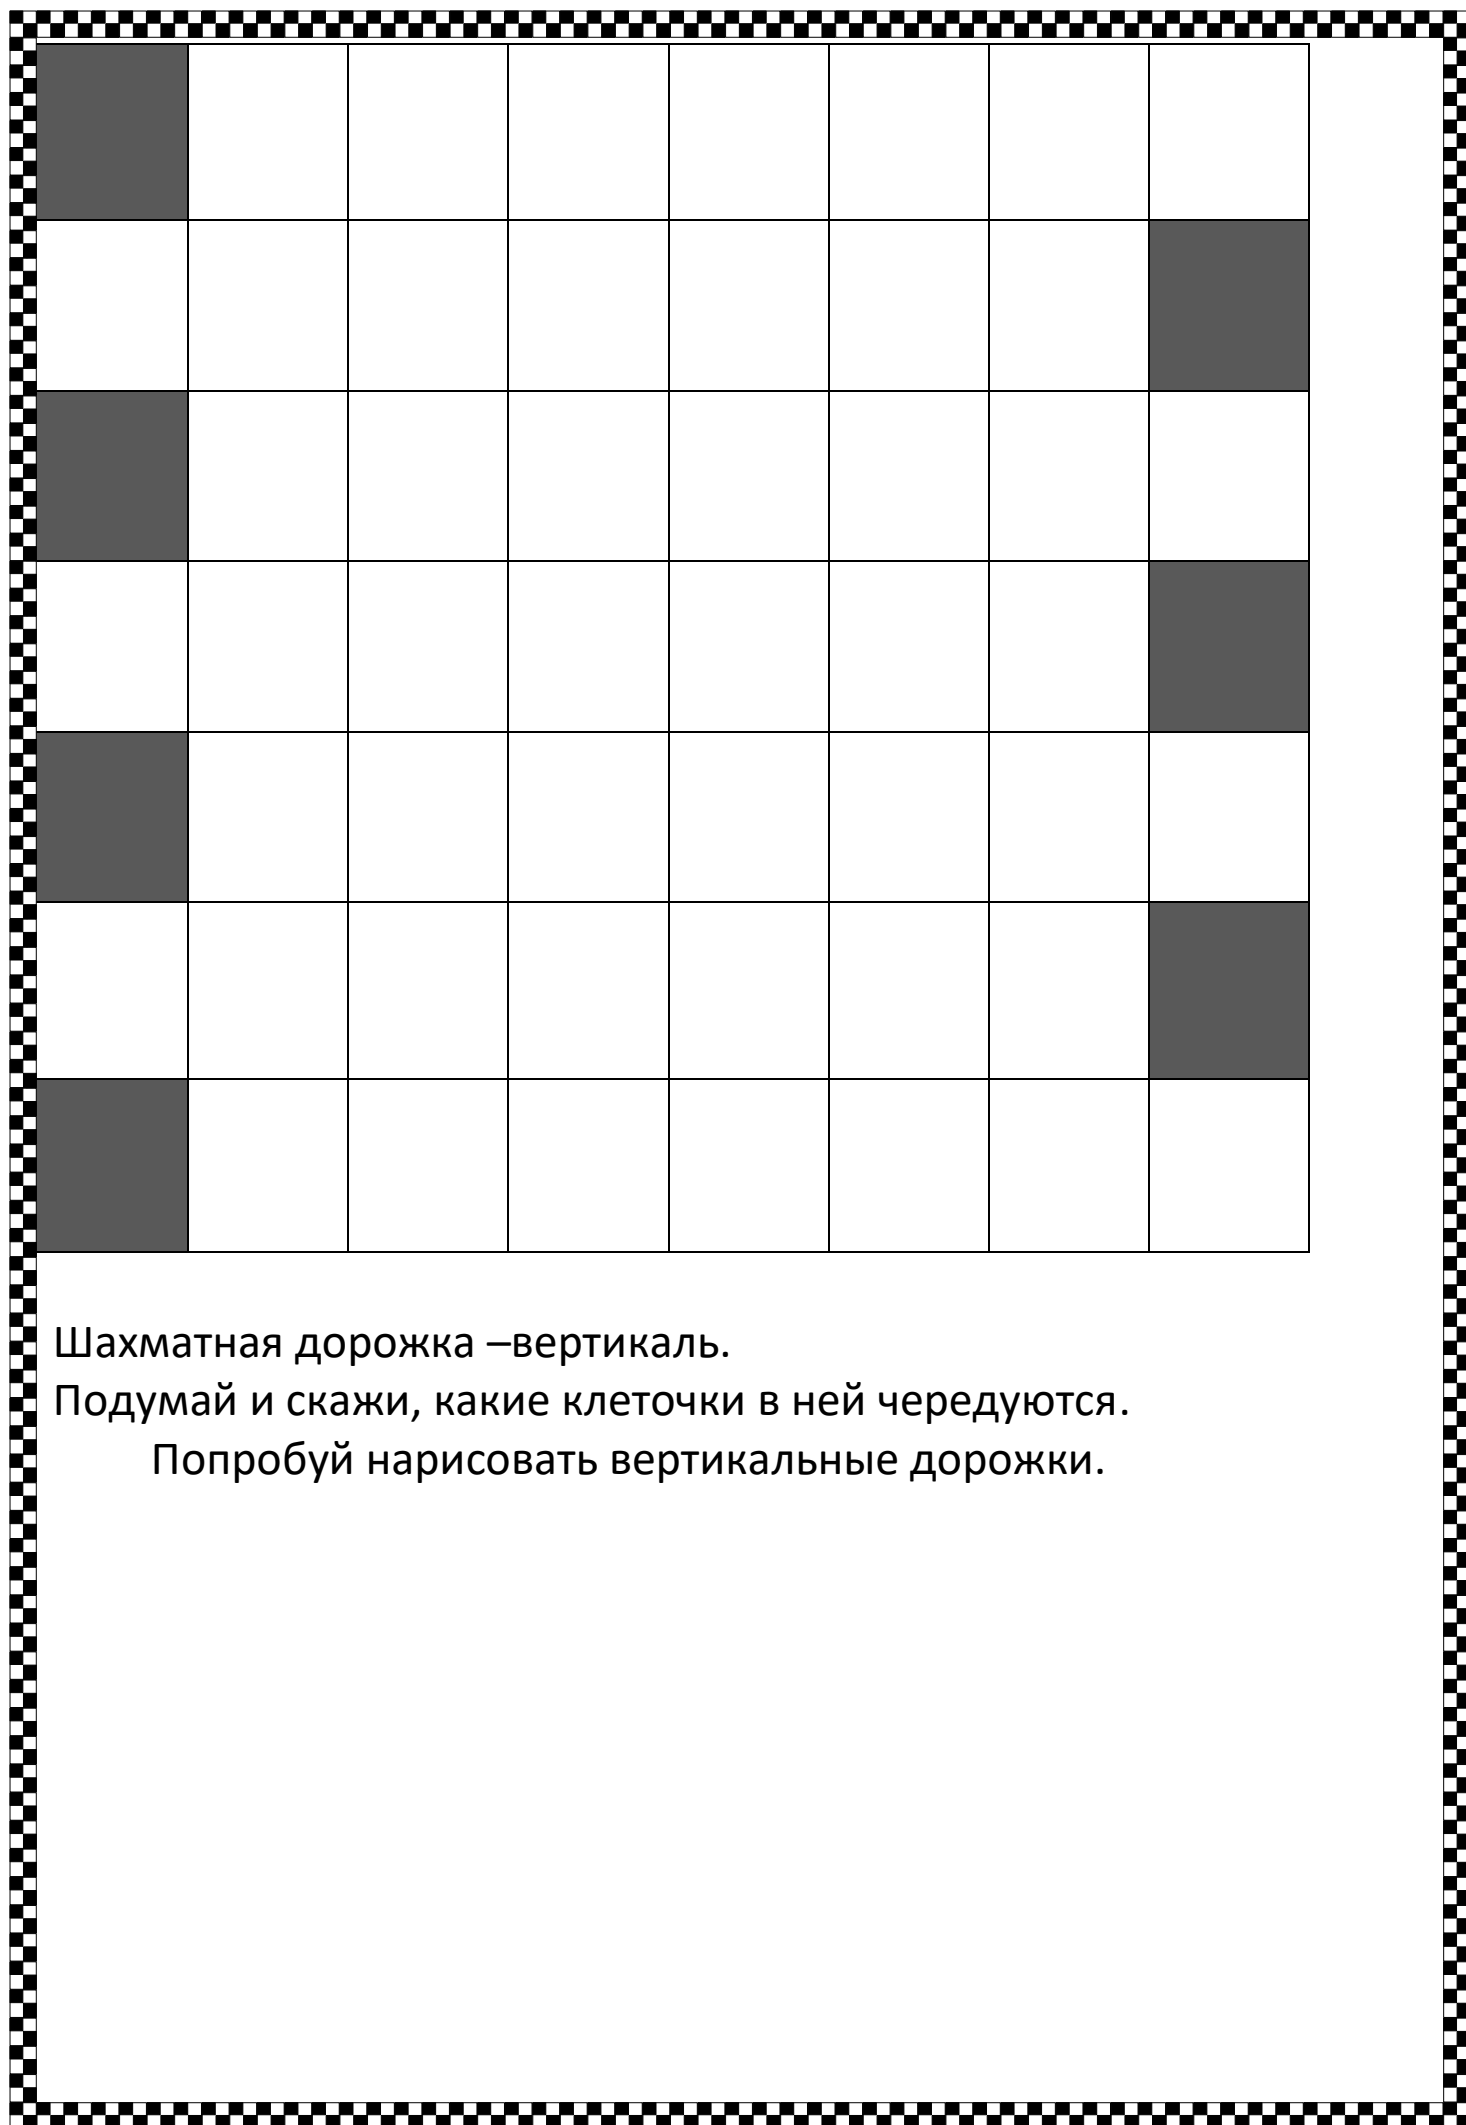 Шахматная дорожка –вертикаль.
Подумай и скажи, какие клеточки в ней чередуются.
Попробуй нарисовать вертикальные дорожки.